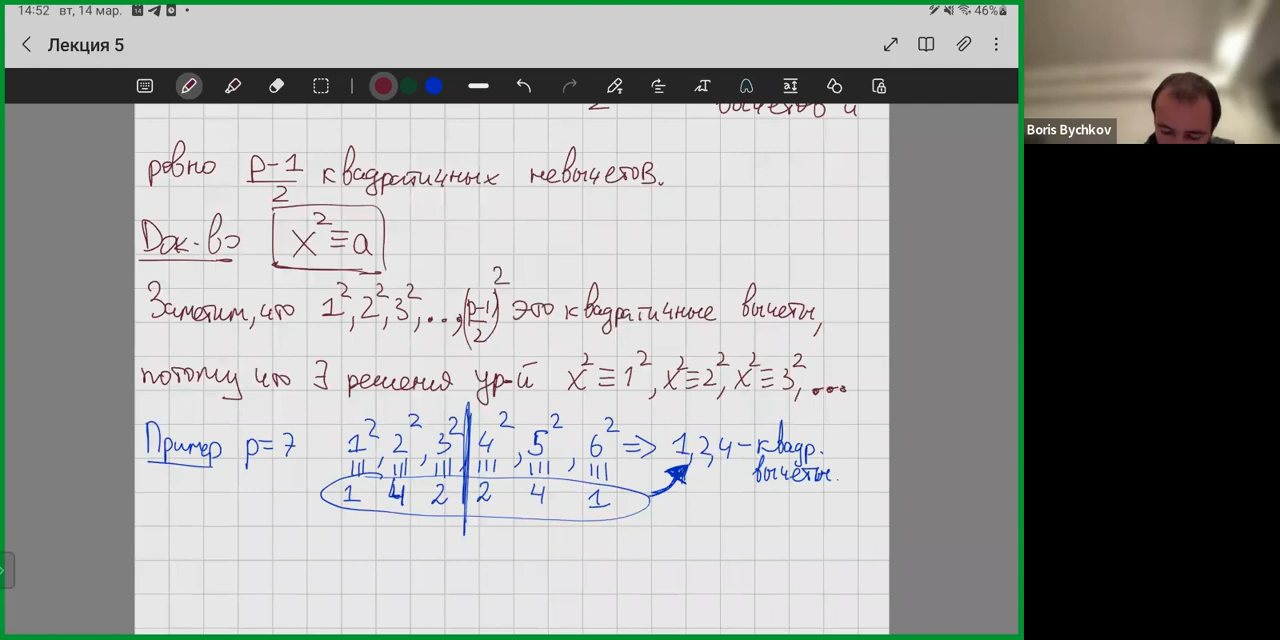 14:52 вт, 14 мар. 46%
Лекция 5
Boris Bychkov
2 вычетов и
ровно p-1/2 квадратичных невычетов.
Док-во x² ≡ a
Заметим, что 1², 2², 3², ..., (p-1/2)² это квадратичные вычеты,
потому что ∃ решения ур-й x² ≡ 1², x² ≡ 2², x² ≡ 3², ...
Пример p=7 1², 2², 3², 4², 5², 6² => 1, 2, 4 - квадр.
вычеты.
1 4 2 2 4 1